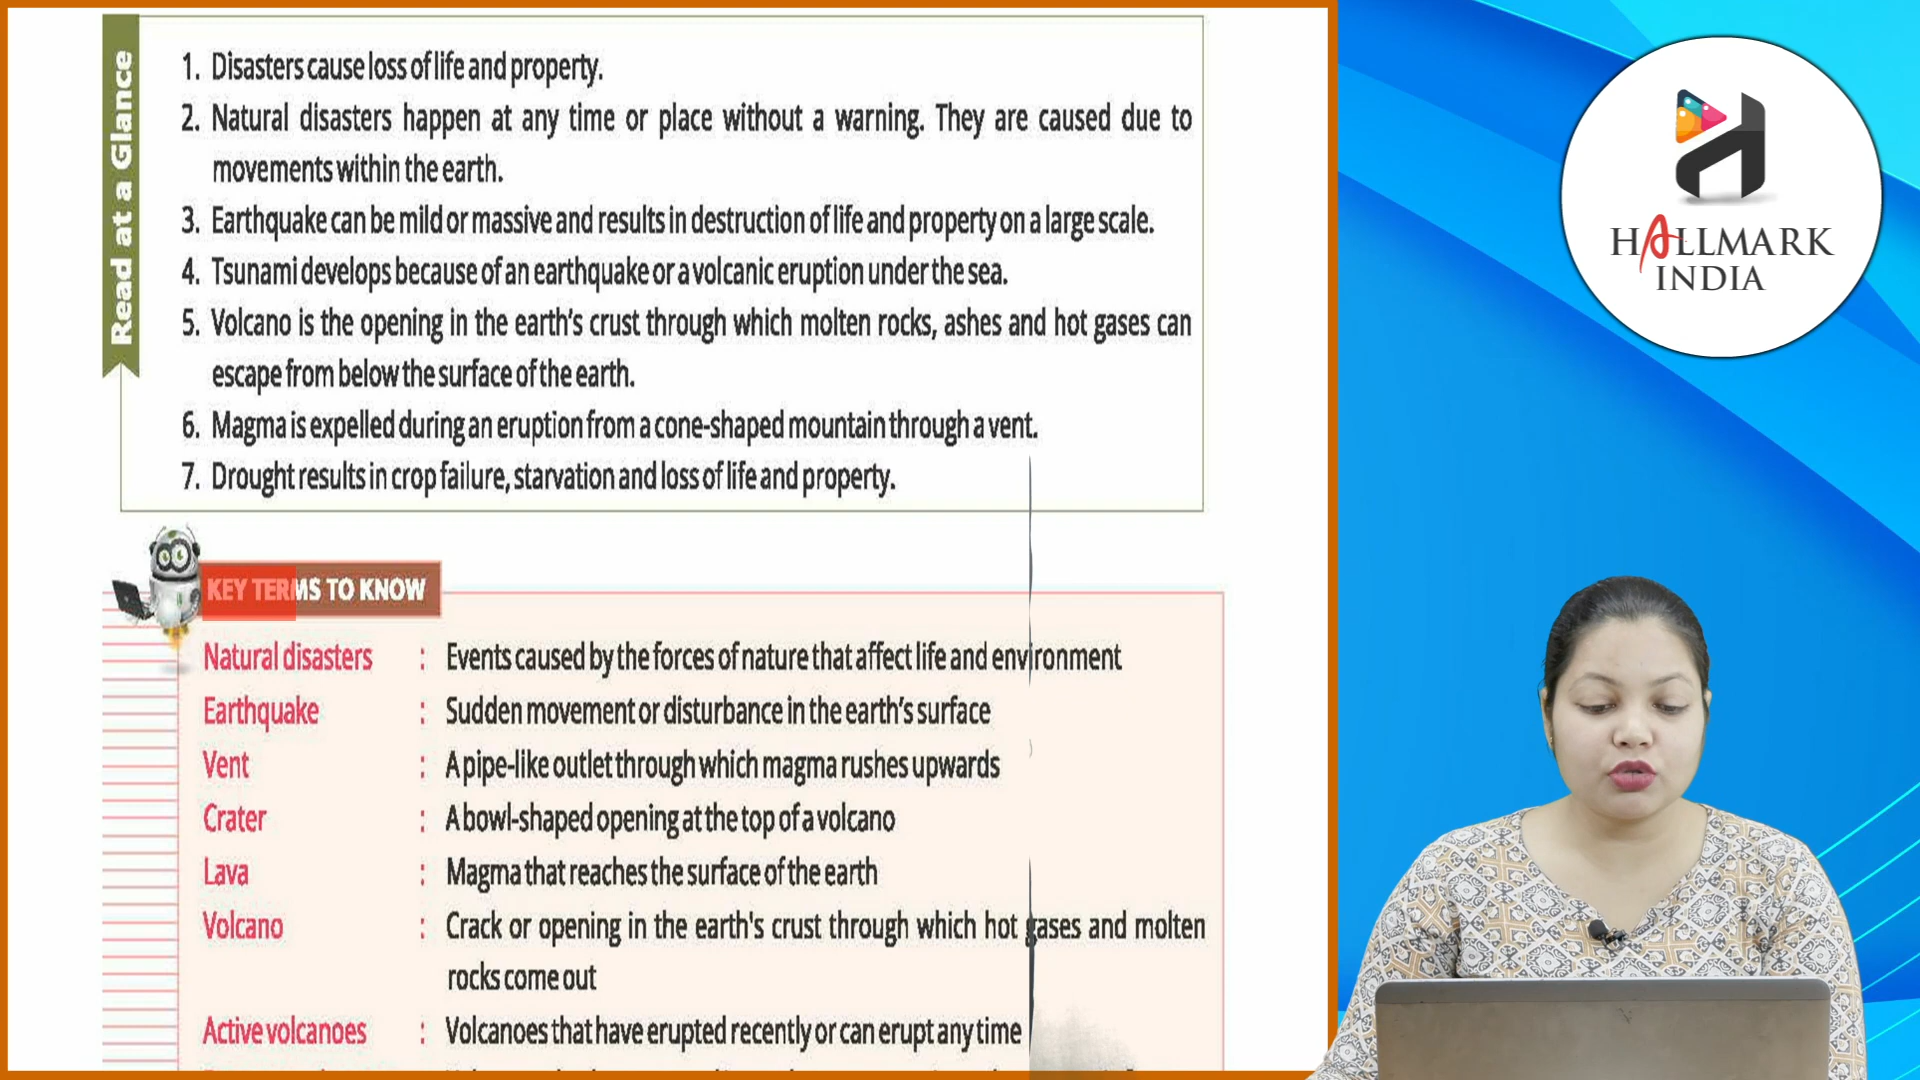 Read at a Glance
1. Disasters cause loss of life and property.
2. Natural disasters happen at any time or place without a warning. They are caused due to
movements within the earth.
3. Earthquake can be mild or massive and results in destruction of life and property on a large scale.
4. Tsunami develops because of an earthquake or a volcanic eruption under the sea.
5. Volcano is the opening in the earth's crust through which molten rocks, ashes and hot gases can
escape from below the surface of the earth.
6. Magma is expelled during an eruption from a cone-shaped mountain through a vent.
7. Drought results in crop failure, starvation and loss of life and property.
KEY TERMS TO KNOW
Natural disasters : Events caused by the forces of nature that affect life and environment
Earthquake : Sudden movement or disturbance in the earth's surface
Vent : A pipe-like outlet through which magma rushes upwards
Crater : A bowl-shaped opening at the top of a volcano
Lava : Magma that reaches the surface of the earth
Volcano : Crack or opening in the earth's crust through which hot gases and molten
rocks come out
Active volcanoes : Volcanoes that have erupted recently or can erupt any time
HALLMARK
INDIA